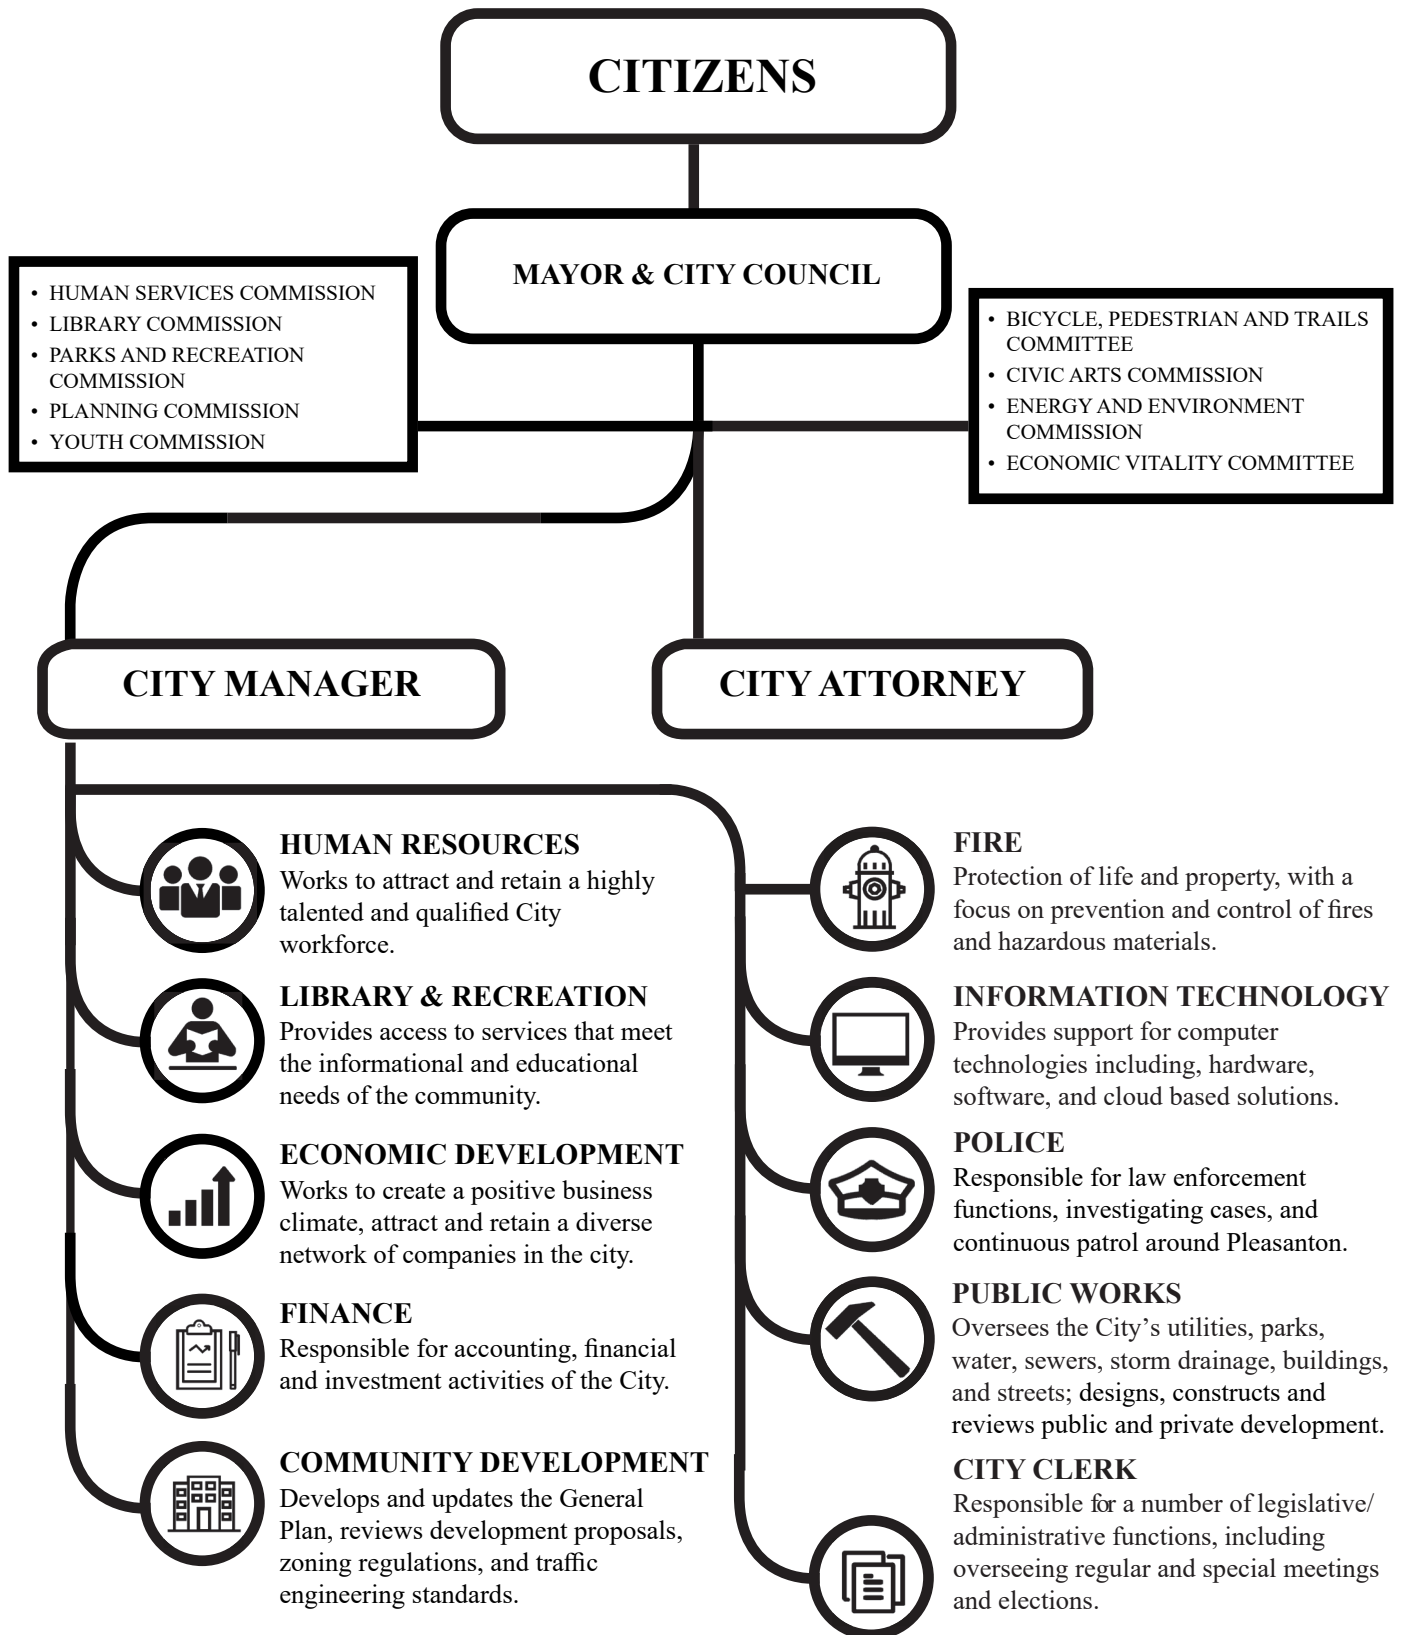 CITIZENS
MAYOR & CITY COUNCIL
• HUMAN SERVICES COMMISSION
• LIBRARY COMMISSION
• PARKS AND RECREATION
COMMISSION
• PLANNING COMMISSION
• YOUTH COMMISSION
• BICYCLE, PEDESTRIAN AND TRAILS
COMMITTEE
• CIVIC ARTS COMMISSION
• ENERGY AND ENVIRONMENT
COMMISSION
• ECONOMIC VITALITY COMMITTEE
CITY MANAGER
CITY ATTORNEY
HUMAN RESOURCES
Works to attract and retain a highly
talented and qualified City
workforce.
LIBRARY & RECREATION
Provides access to services that meet
the informational and educational
needs of the community.
ECONOMIC DEVELOPMENT
Works to create a positive business
climate, attract and retain a diverse
network of companies in the city.
FINANCE
Responsible for accounting, financial
and investment activities of the City.
COMMUNITY DEVELOPMENT
Develops and updates the General
Plan, reviews development proposals,
zoning regulations, and traffic
engineering standards.
FIRE
Protection of life and property, with a
focus on prevention and control of fires
and hazardous materials.
INFORMATION TECHNOLOGY
Provides support for computer
technologies including, hardware,
software, and cloud based solutions.
POLICE
Responsible for law enforcement
functions, investigating cases, and
continuous patrol around Pleasanton.
PUBLIC WORKS
Oversees the City’s utilities, parks,
water, sewers, storm drainage, buildings,
and streets; designs, constructs and
reviews public and private development.
CITY CLERK
Responsible for a number of legislative/
administrative functions, including
overseeing regular and special meetings
and elections.